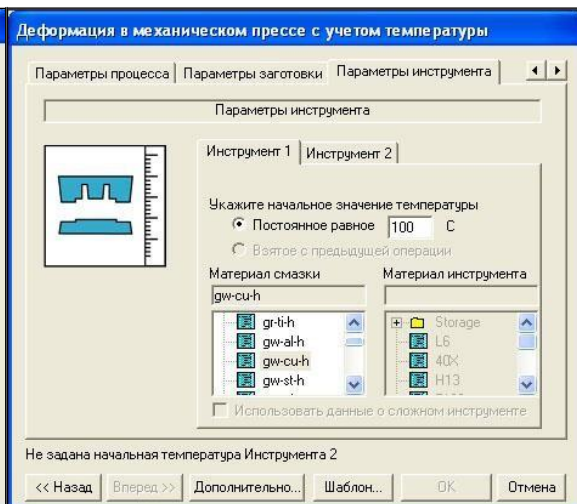 Деформация в механическом прессе с учетом температуры
Параметры процесса Параметры заготовки Параметры инструмента
Параметры инструмента
Инструмент 1 Инструмент 2
Укажите начальное значение температуры
Постоянное равное 100 С
Взятое с предыдущей операции
Материал смазки Материал инструмента
gw-cu-h
gr-ti-h Storage
gw-al-h L6
gw-cu-h 40X
gw-st-h H13
Использовать данные о сложном инструменте
Не задана начальная температура Инструмента 2
<< Назад Вперед >> Дополнительно... Шаблон... OK Отмена